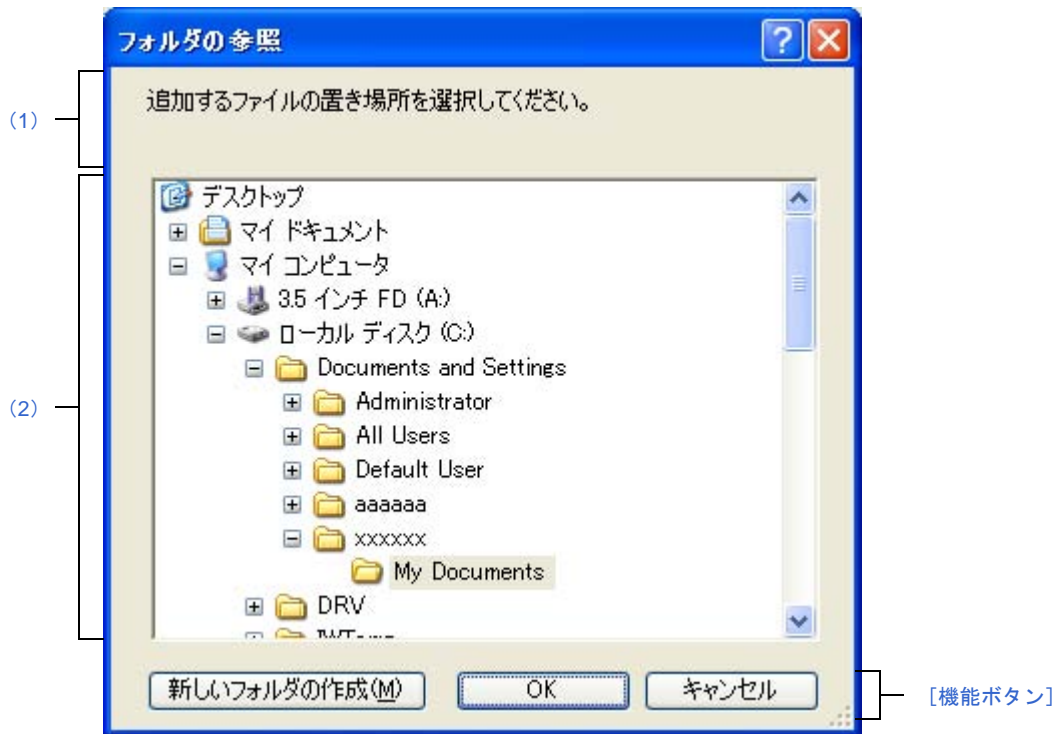 フォルダの参照
(1)
追加するファイルの置き場所を選択してください。
(2)
デスクトップ
マイ ドキュメント
マイ コンピュータ
3.5 インチ FD (A:)
ローカル ディスク (C:)
Documents and Settings
Administrator
All Users
Default User
aaaaaa
xxxxxx
My Documents
DRV
新しいフォルダの作成(M)
OK
キャンセル
[機能ボタン]